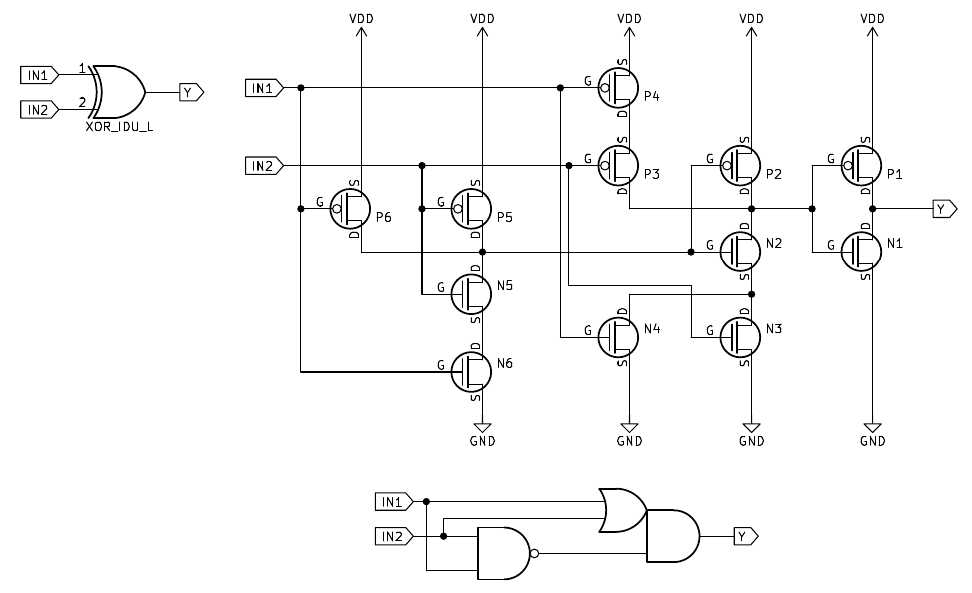 VDD VDD VDD VDD VDD
IN1 1
IN2 2
Y
XOR_IDU_L
S
IN1 G P4
D
S S S
IN2 G P3 G P2 G P1
D D D
S S
G P6 G P5 Y
D D
D D
G N2 G N1
S S
D
G N5
S
D D
G N4 G N3
S S
D
G N6
S
GND GND GND GND
IN1
IN2 Y